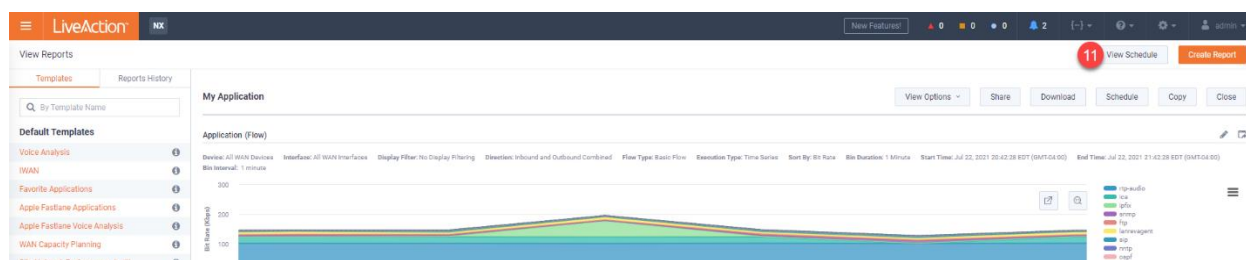 LiveAction NX New Features! 0 0 0 2 admin
View Reports 11 View Schedule Create Report
Templates Reports History
By Template Name
My Application View Options Share Download Schedule Copy Close
Default Templates
Application (Flow)
Voice Analysis
Device: All WAN Devices Interface: All WAN Interfaces Display Filter: No Display Filtering Direction: Inbound and Outbound Combined Flow Type: Basic Flow Execution Type: Time Series Sort By: Bit Rate Bin Duration: 1 Minute Start Time: Jul 22, 2021 20:42:28 EDT (GMT-04:00) End Time: Jul 22, 2021 21:42:28 EDT (GMT-04:00)
Bin Interval: 1 minute
IWAN
Favorite Applications
Apple Fastlane Applications
Apple Fastlane Voice Analysis
WAN Capacity Planning
Bit Rate (Kbps)
300
200
100
rtp-audio
ica
ipfix
snmp
ftp
lanrevagent
sip
nntp
capf